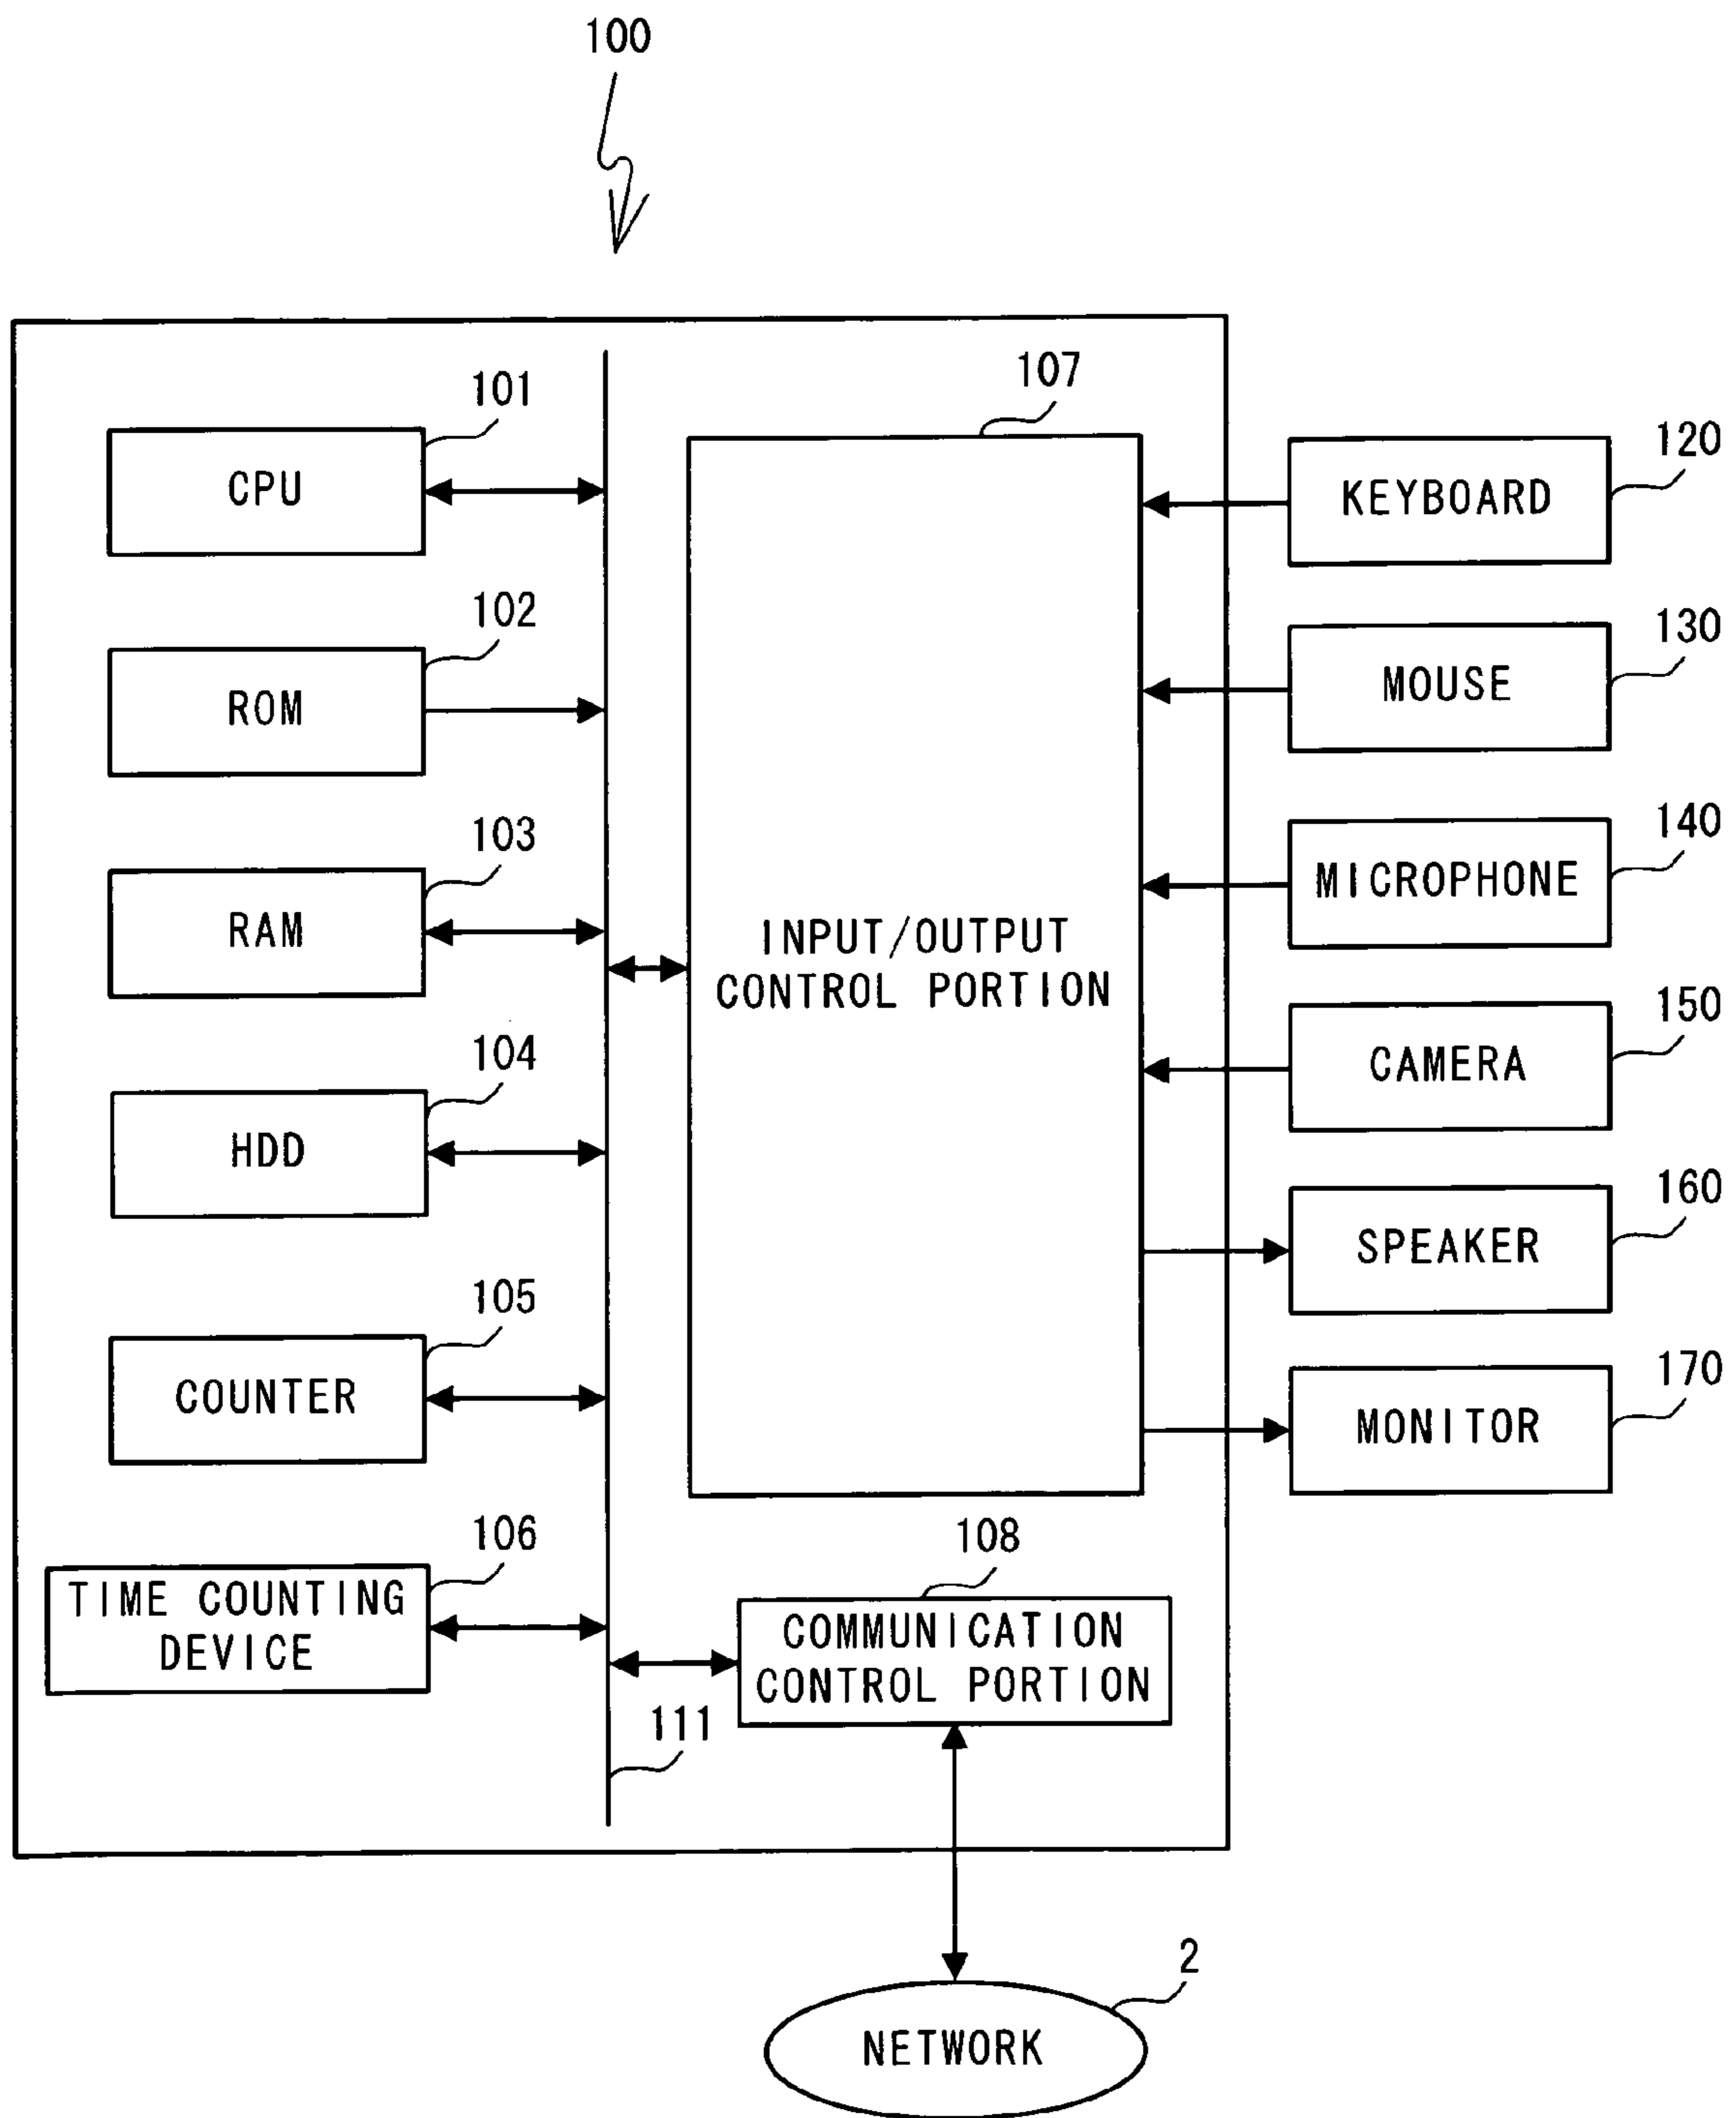 100
101
CPU
102
ROM
103
RAM
104
HDD
105
COUNTER
106
TIME COUNTING
DEVICE
107
INPUT/OUTPUT
CONTROL PORTION
108
COMMUNICATION
CONTROL PORTION
111
120
KEYBOARD
130
MOUSE
140
MICROPHONE
150
CAMERA
160
SPEAKER
170
MONITOR
2
NETWORK